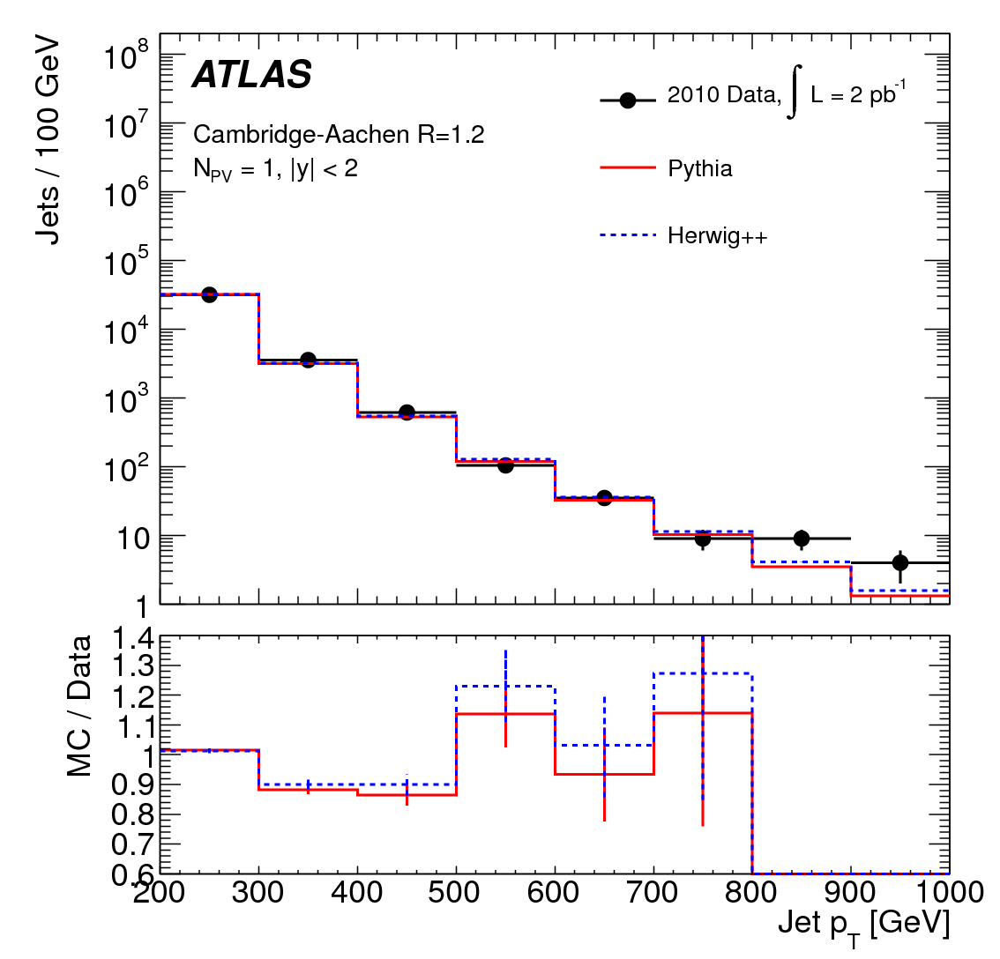 Jets / 100 GeV
10^8
10^7
10^6
10^5
10^4
10^3
10^2
10
1
ATLAS
Cambridge-Aachen R=1.2
N_PV = 1, |y| < 2
2010 Data, ∫ L = 2 pb^-1
Pythia
Herwig++
MC / Data
1.4
1.3
1.2
1.1
1
0.9
0.8
0.7
0.6
200 300 400 500 600 700 800 900 1000
Jet p_T [GeV]